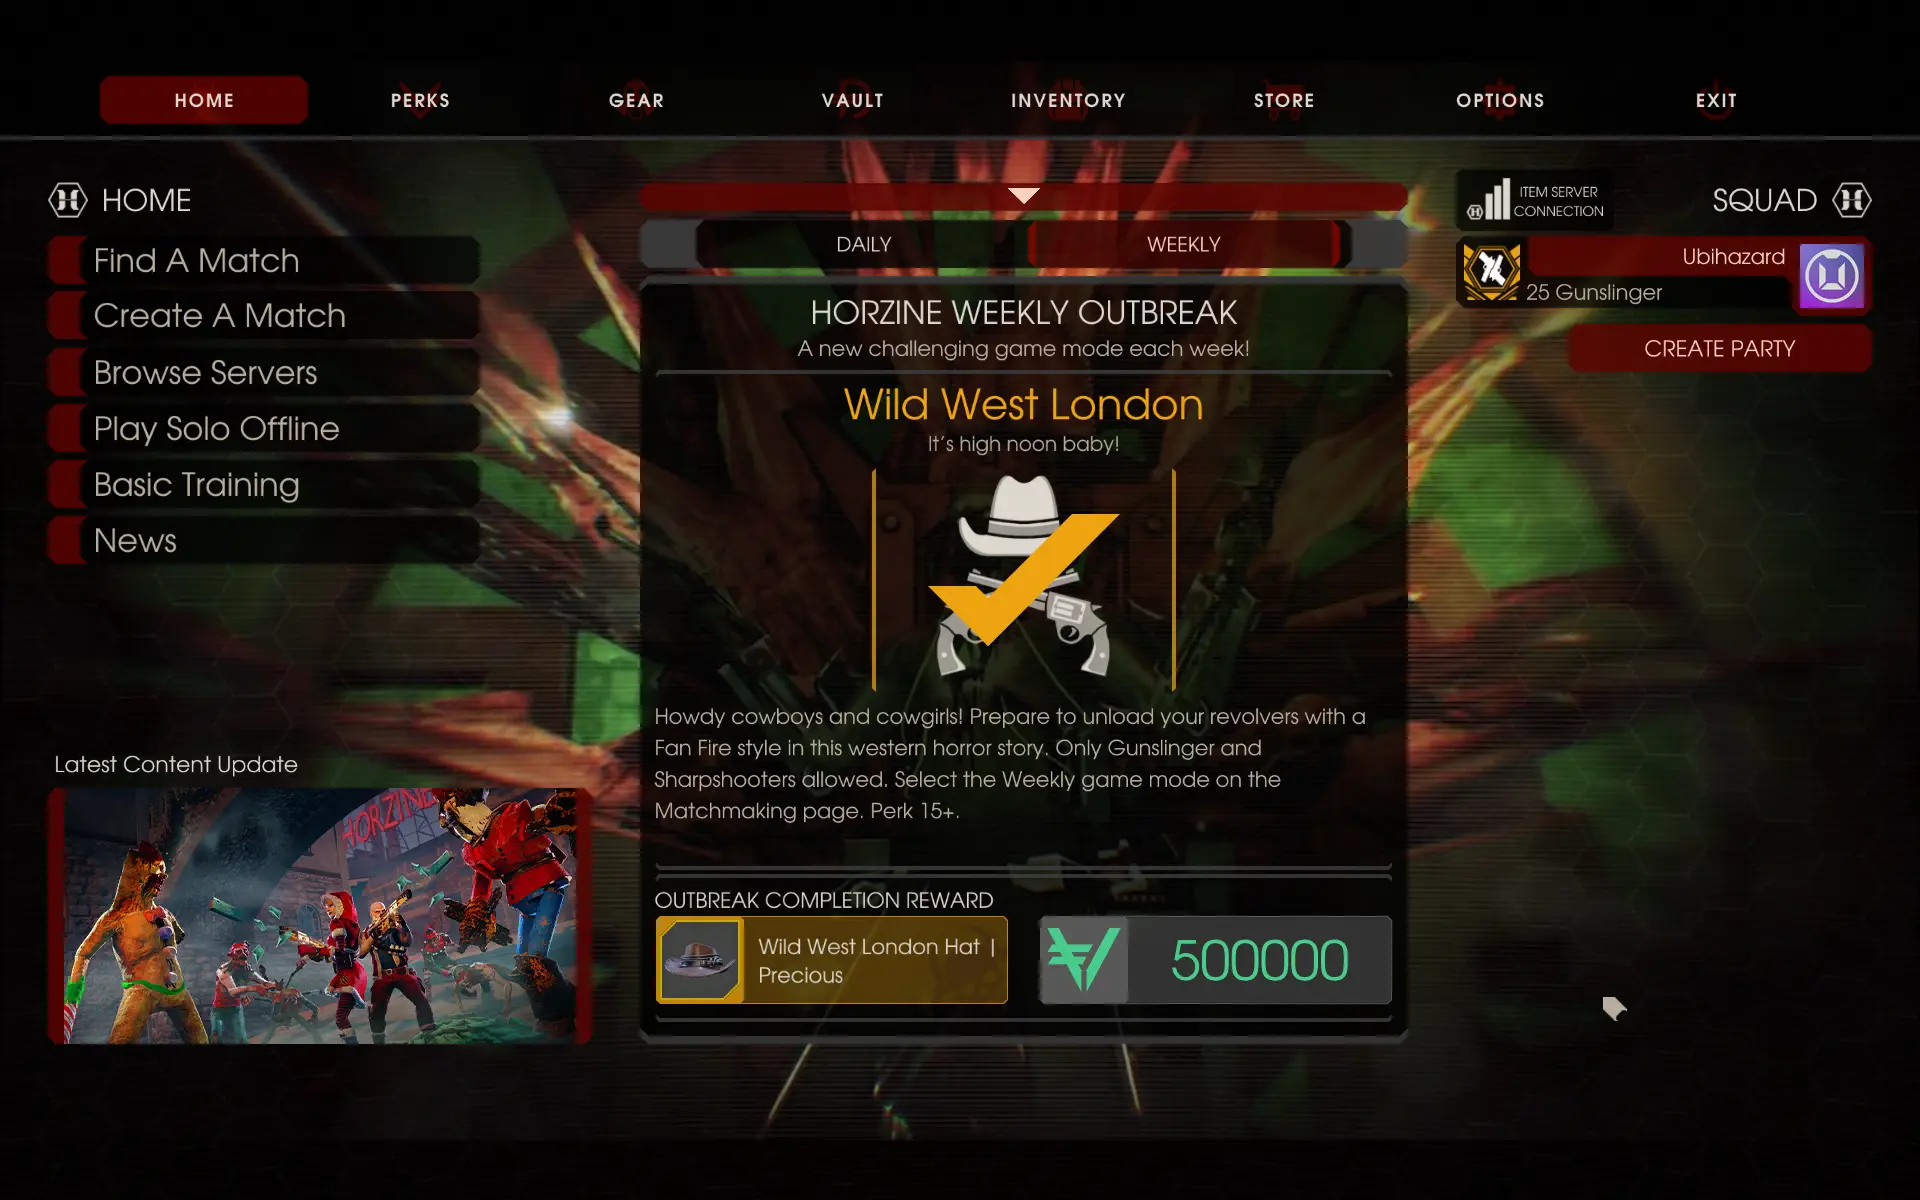 HOME
PERKS
GEAR
VAULT
INVENTORY
STORE
OPTIONS
EXIT
HOME
Find A Match
Create A Match
Browse Servers
Play Solo Offline
Basic Training
News
Latest Content Update
HORZINE
DAILY
WEEKLY
HORZINE WEEKLY OUTBREAK
A new challenging game mode each week!
Wild West London
It's high noon baby!
Howdy cowboys and cowgirls! Prepare to unload your revolvers with a
Fan Fire style in this western horror story. Only Gunslinger and
Sharpshooters allowed. Select the Weekly game mode on the
Matchmaking page. Perk 15+.
OUTBREAK COMPLETION REWARD
Wild West London Hat |
Precious
500000
ITEM SERVER
CONNECTION
SQUAD
Ubihazard
25 Gunslinger
CREATE PARTY